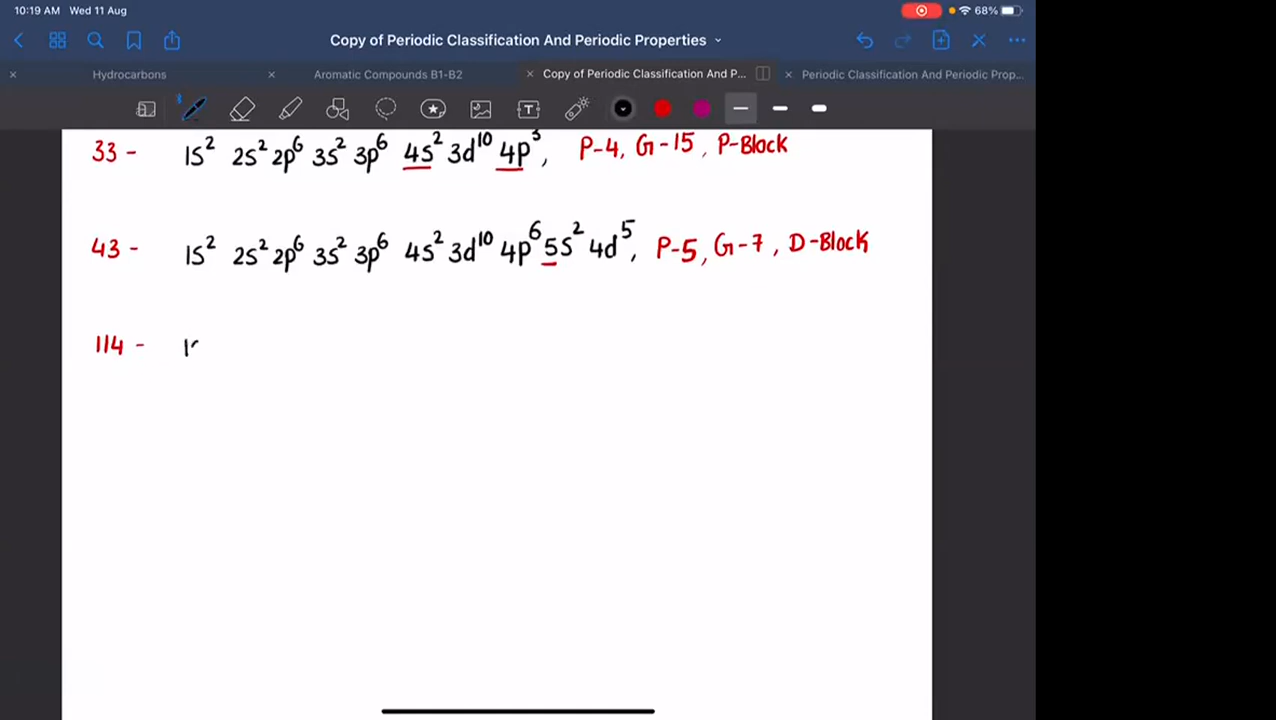 10:19 AM Wed 11 Aug 68%
Copy of Periodic Classification And Periodic Properties
Hydrocarbons Aromatic Compounds B1-B2 Copy of Periodic Classification And P... Periodic Classification And Periodic Prop...
33 - 1s² 2s² 2p⁶ 3s² 3p⁶ 4s² 3d¹⁰ 4p³, P-4, G-15, P-Block
43 - 1s² 2s² 2p⁶ 3s² 3p⁶ 4s² 3d¹⁰ 4p⁶ 5s² 4d⁵, P-5, G-7, D-Block
114 - 1